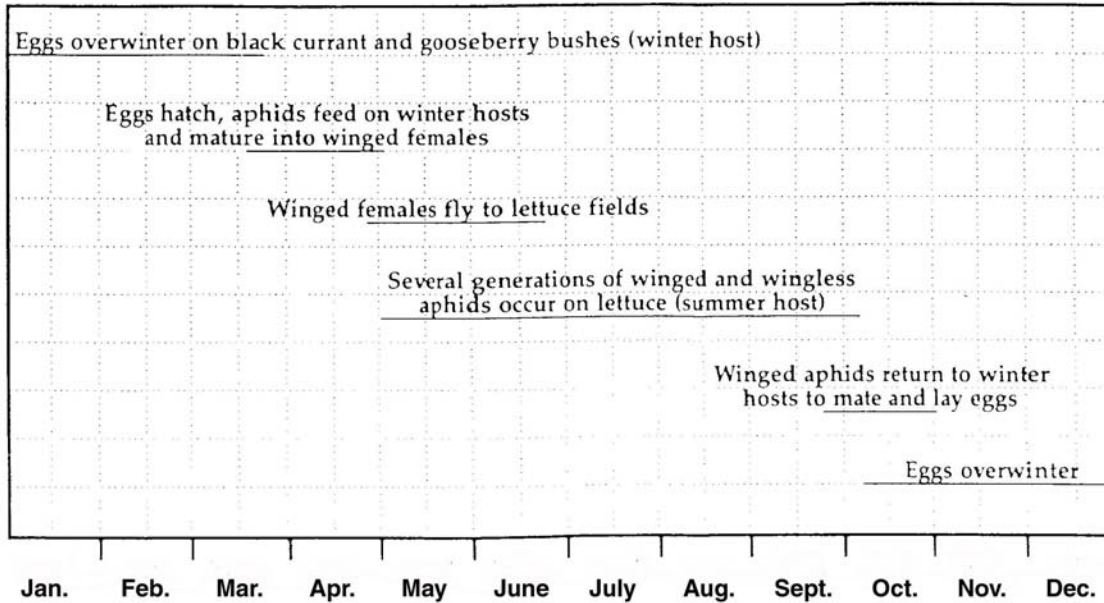 Eggs overwinter on black currant and gooseberry bushes (winter host)
Eggs hatch, aphids feed on winter hosts
and mature into winged females
Winged females fly to lettuce fields
Several generations of winged and wingless
aphids occur on lettuce (summer host)
Winged aphids return to winter
hosts to mate and lay eggs
Eggs overwinter
Jan. Feb. Mar. Apr. May June July Aug. Sept. Oct. Nov. Dec.